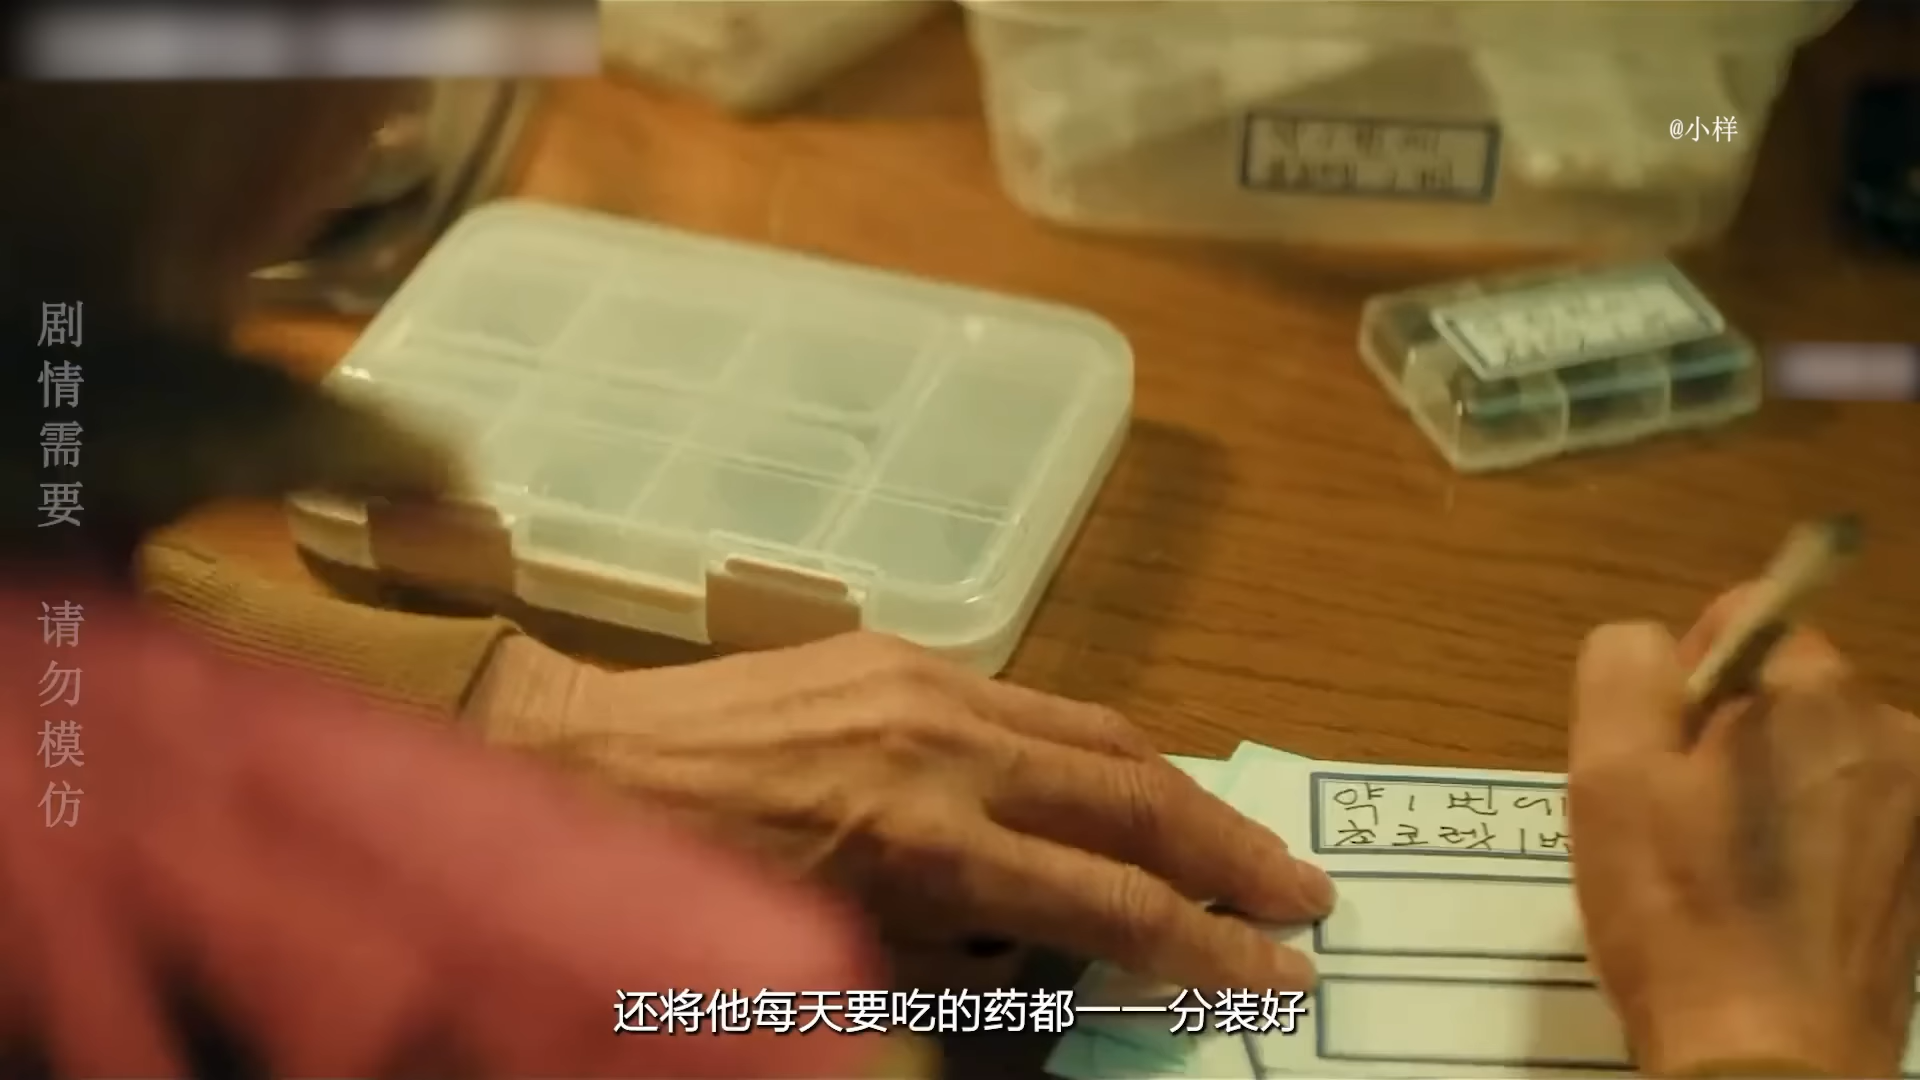 @小样
剧情需要 请勿模仿
약 1 번에
초코렛 1번
还将他每天要吃的药都一一分装好